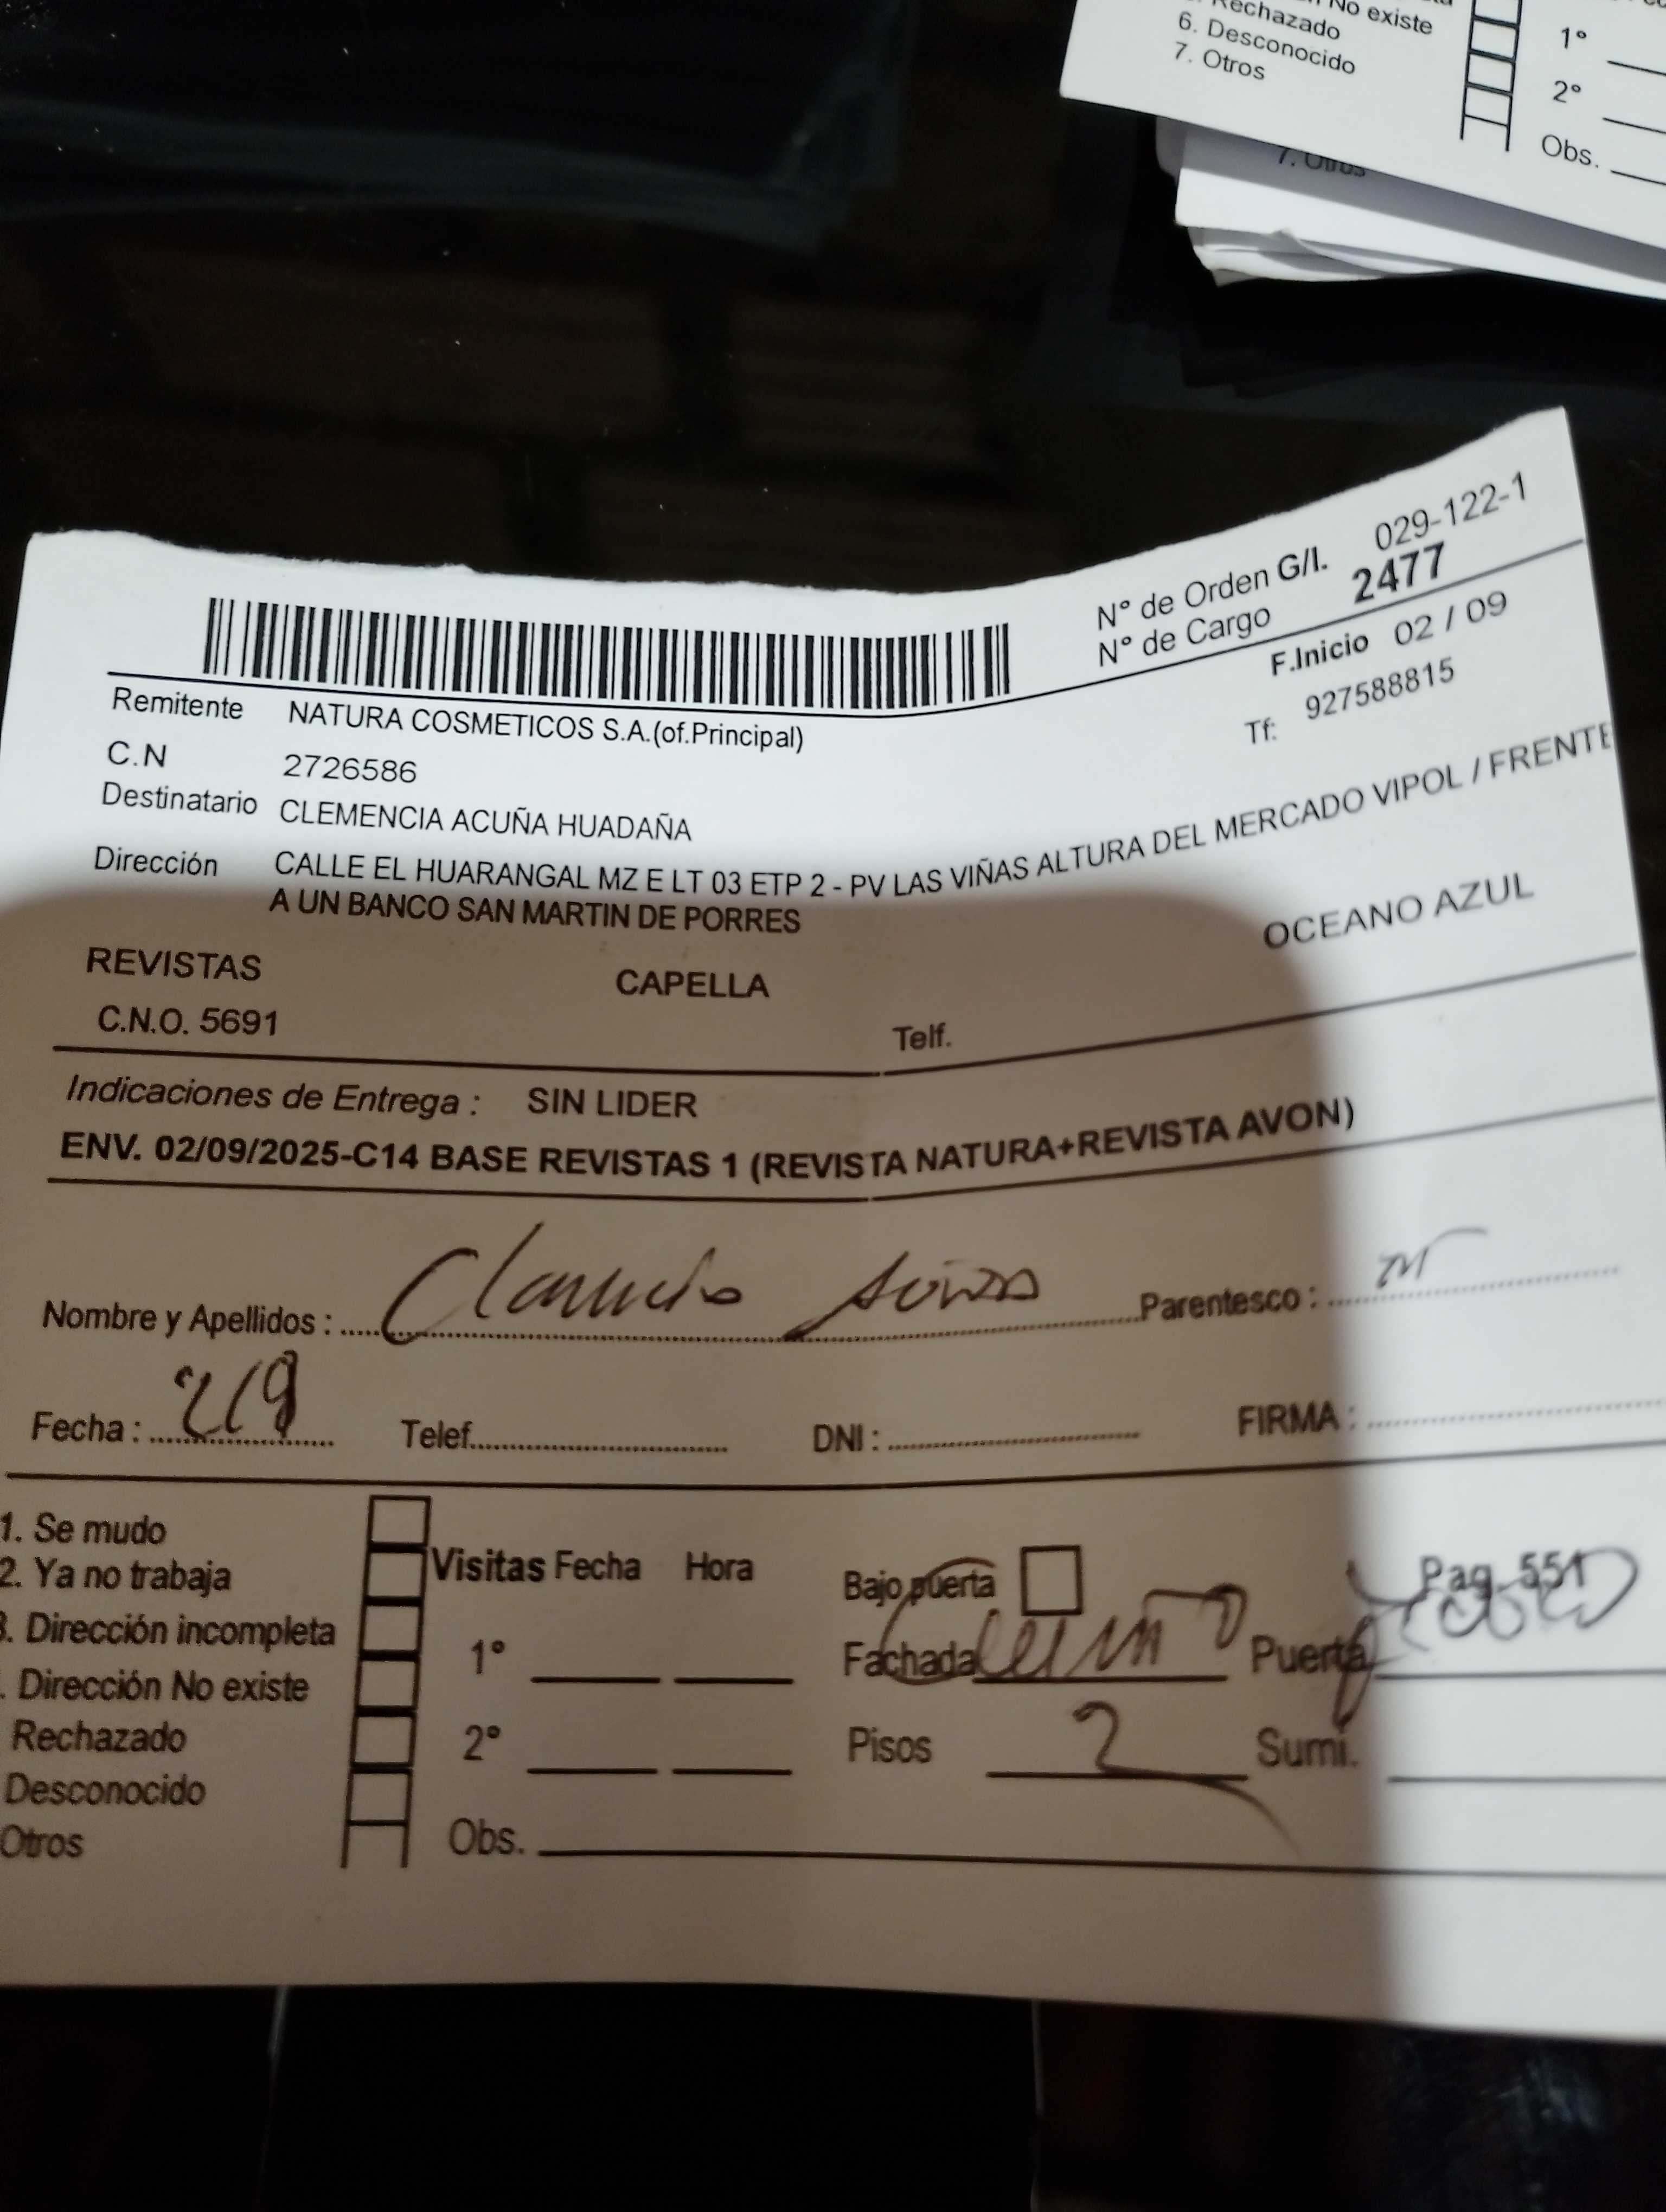 Rechazado
No existe
6. Desconocido
7. Otros
1°
2°
Obs.
7. Otros
N° de Orden G/I. 029-122-1
N° de Cargo 2477
F.Inicio 02 / 09
Tf: 927588815
Remitente NATURA COSMETICOS S.A.(of.Principal)
C.N 2726586
Destinatario CLEMENCIA ACUÑA HUADAÑA
Dirección CALLE EL HUARANGAL MZ E LT 03 ETP 2 - PV LAS VIÑAS ALTURA DEL MERCADO VIPOL / FRENTE
A UN BANCO SAN MARTIN DE PORRES
REVISTAS CAPELLA OCEANO AZUL
C.N.O. 5691 Telf.
Indicaciones de Entrega : SIN LIDER
ENV. 02/09/2025-C14 BASE REVISTAS 1 (REVISTA NATURA+REVISTA AVON)
Nombre y Apellidos : Parentesco :
Fecha : 2/9 Telef. DNI : FIRMA :
1. Se mudo
2. Ya no trabaja
3. Dirección incompleta
. Dirección No existe
Rechazado
Desconocido
Otros
Visitas Fecha Hora
1°
2°
Obs.
Bajo puerta Pag. 551
Fachada Puerta
Pisos 2 Sumi.